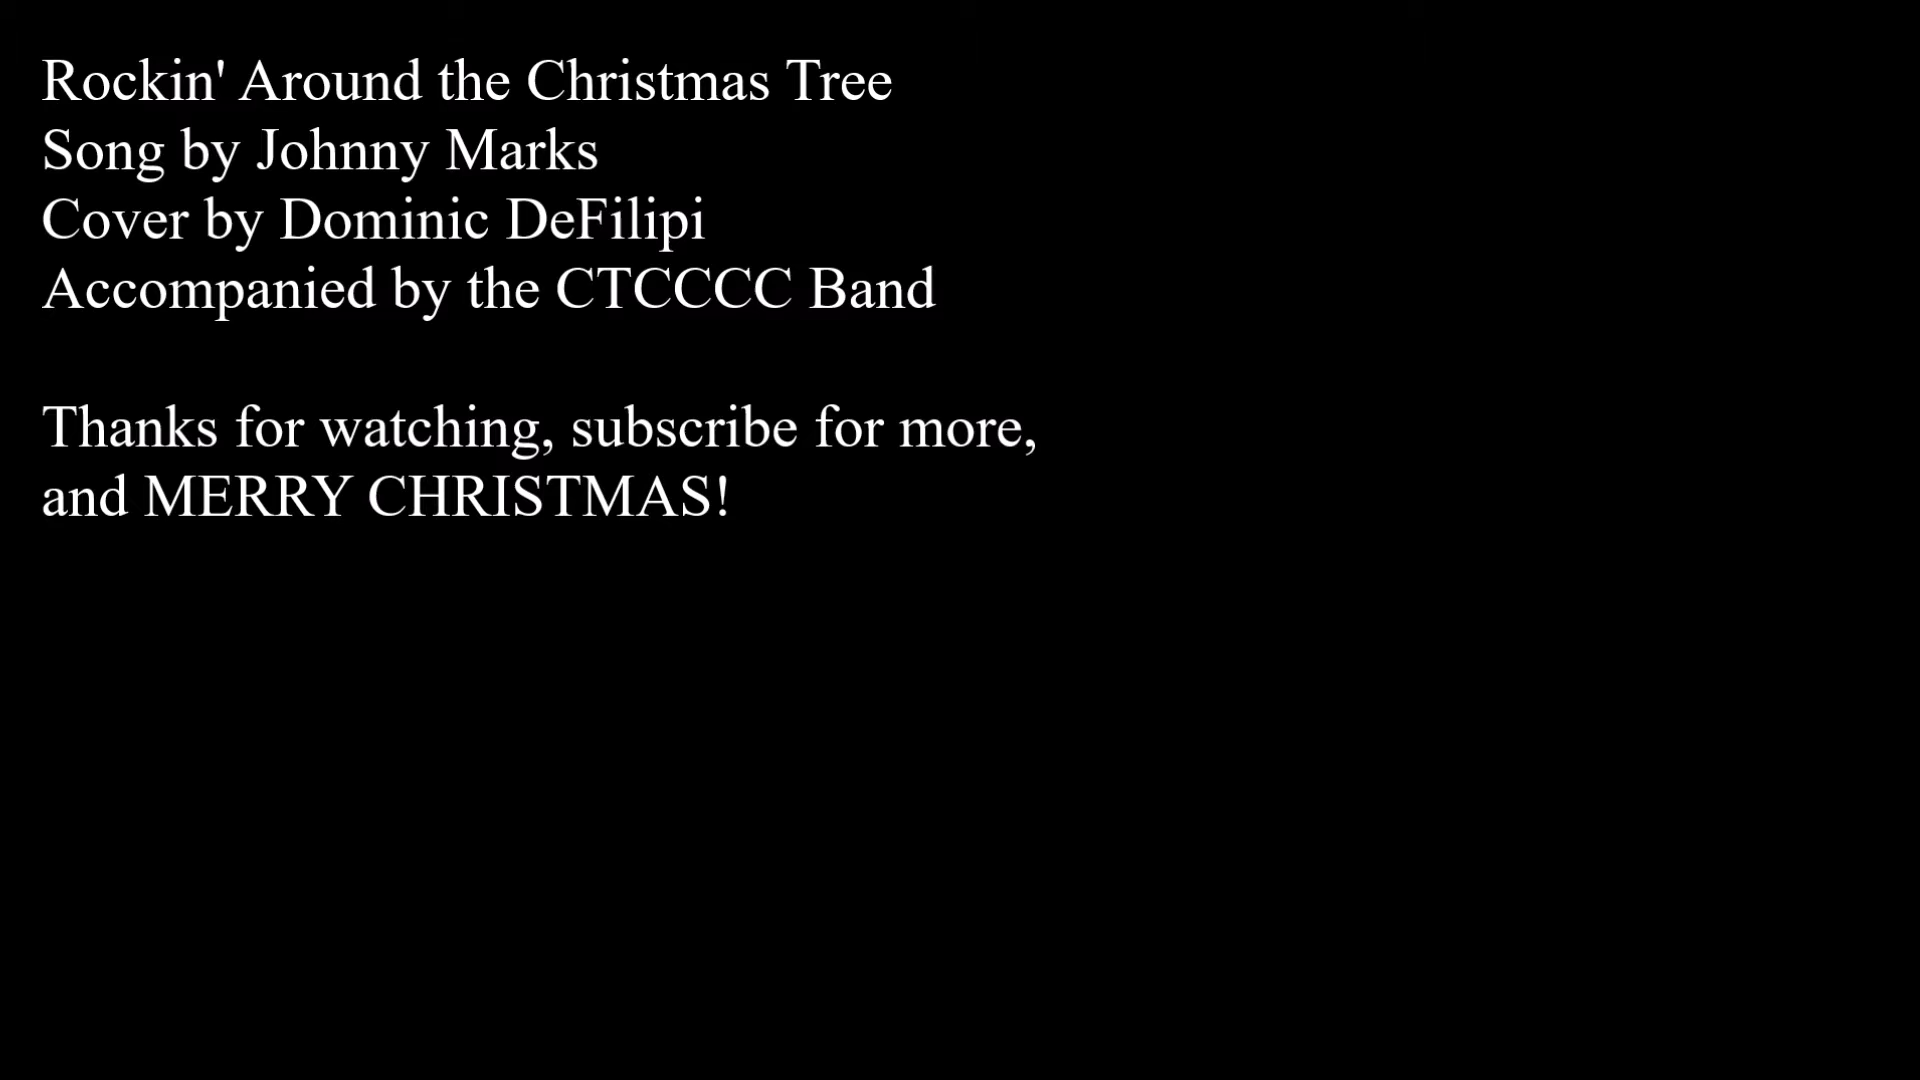 Rockin' Around the Christmas Tree
Song by Johnny Marks
Cover by Dominic DeFilipi
Accompanied by the CTCCCC Band
Thanks for watching, subscribe for more,
and MERRY CHRISTMAS!